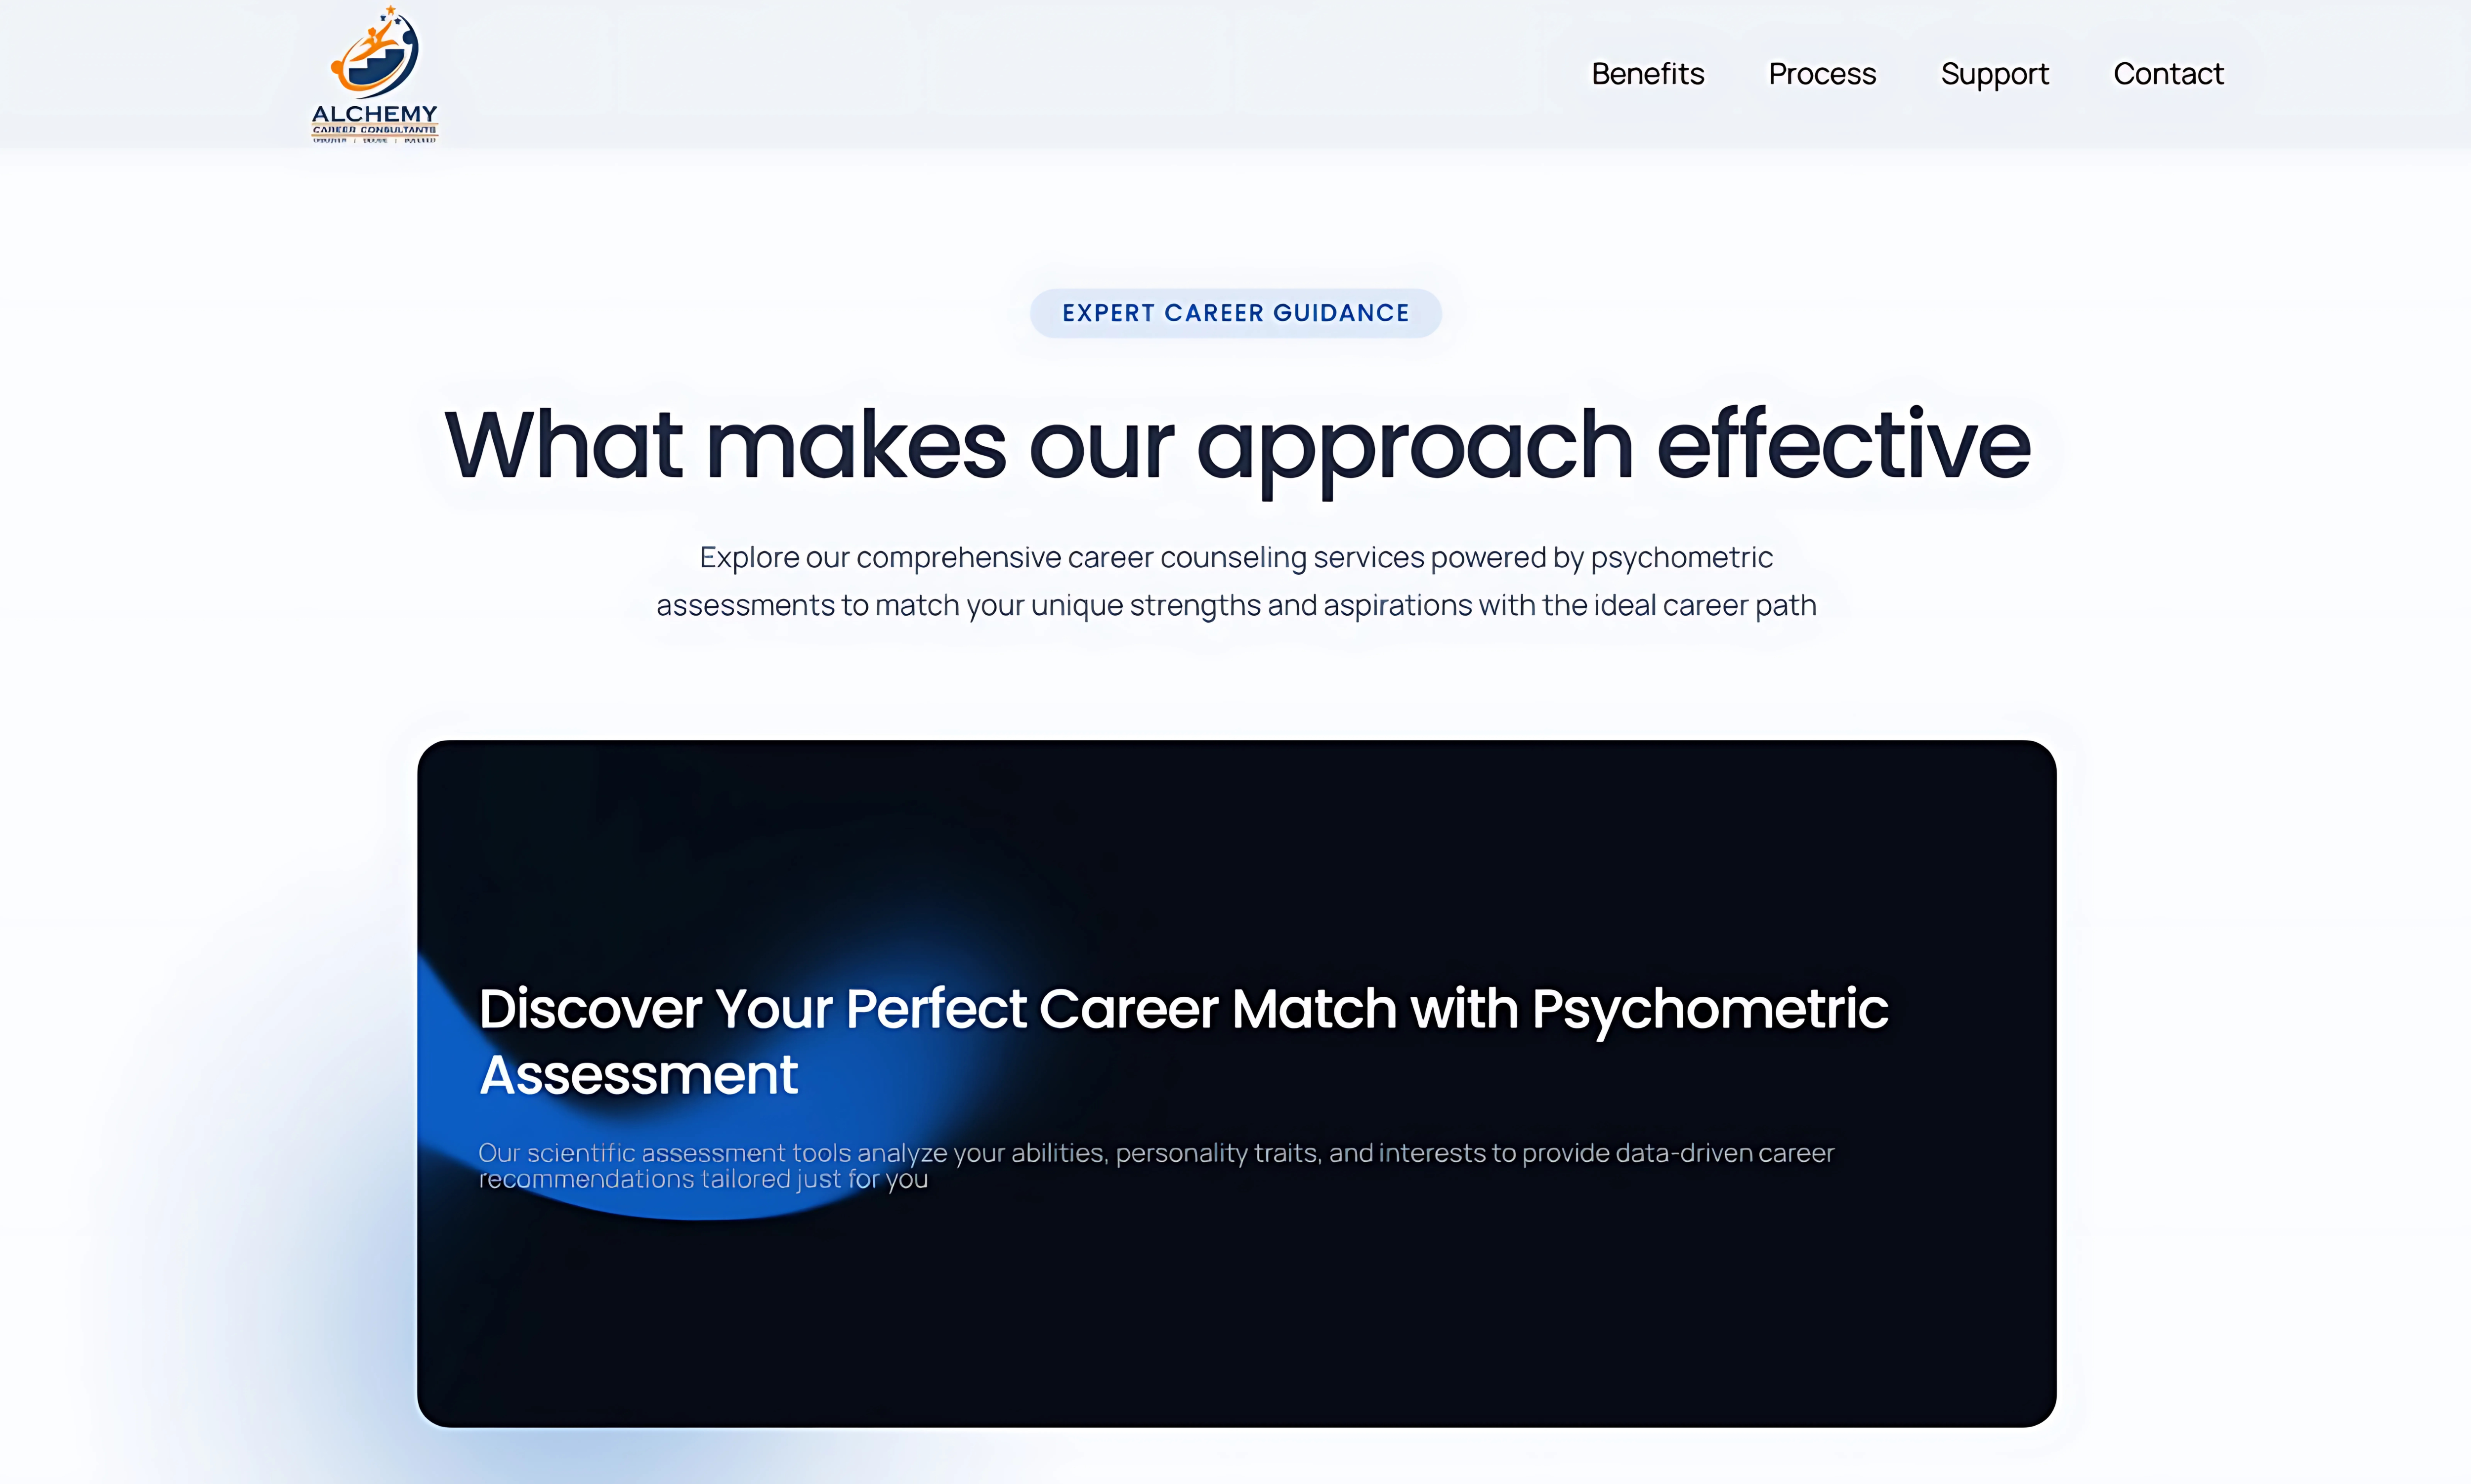 ALCHEMY
CAREER CONSULTANTS
Benefits
Process
Support
Contact
EXPERT CAREER GUIDANCE
What makes our approach effective
Explore our comprehensive career counseling services powered by psychometric
assessments to match your unique strengths and aspirations with the ideal career path
Discover Your Perfect Career Match with Psychometric
Assessment
Our scientific assessment tools analyze your abilities, personality traits, and interests to provide data-driven career
recommendations tailored just for you